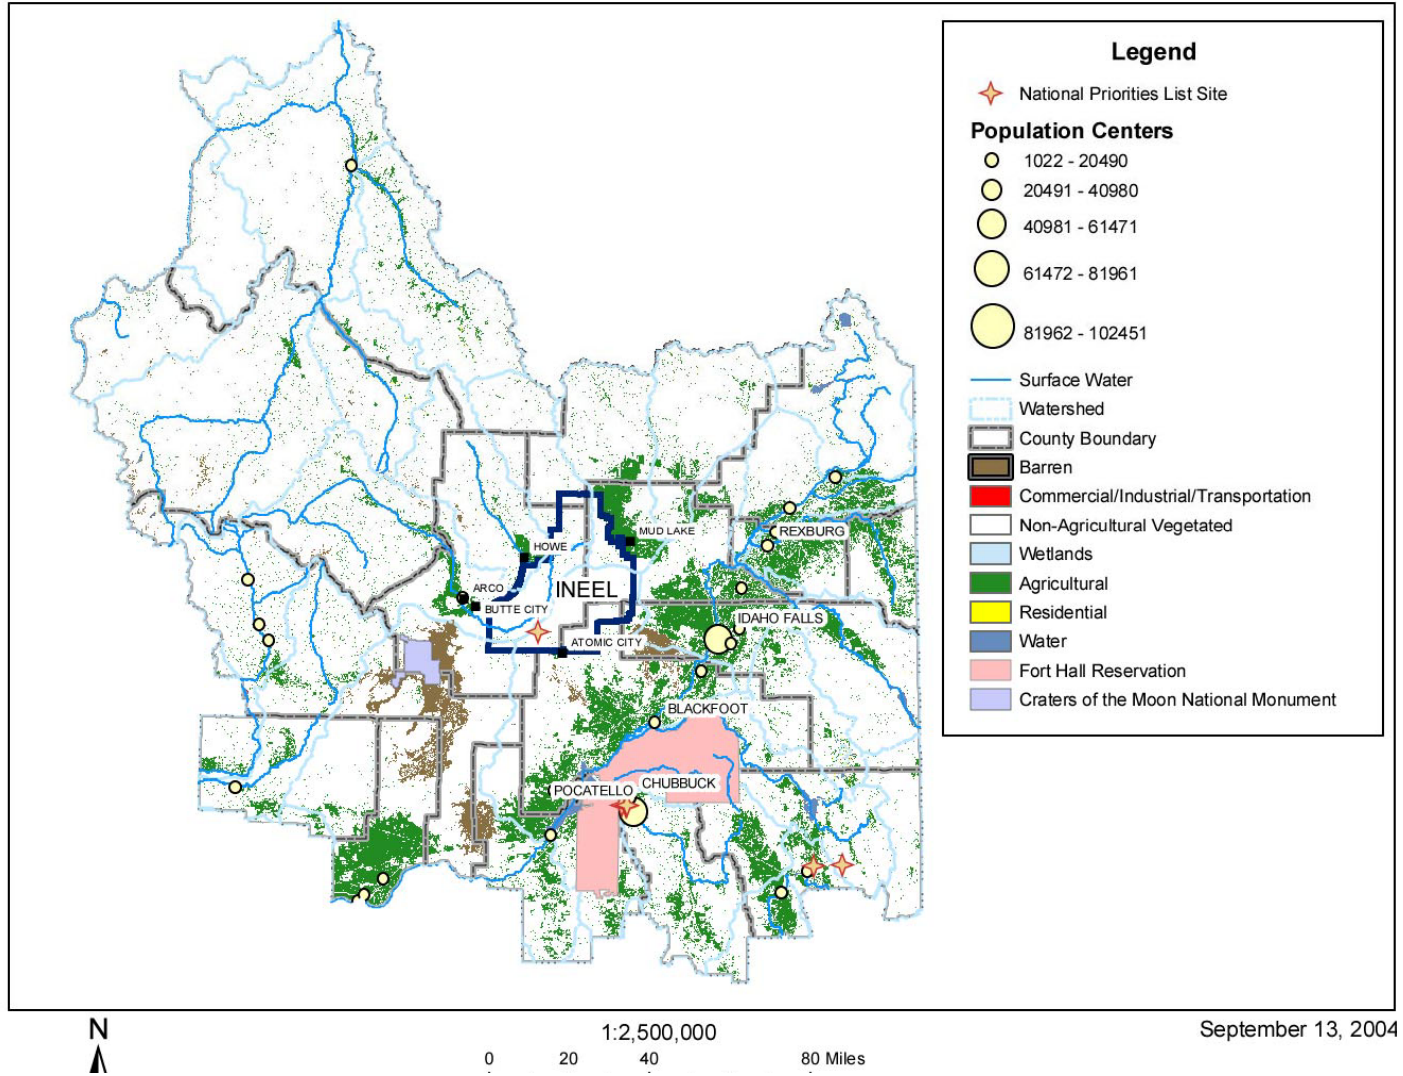 Legend
National Priorities List Site
Population Centers
1022 - 20490
20491 - 40980
40981 - 61471
61472 - 81961
81962 - 102451
Surface Water
Watershed
County Boundary
Barren
Commercial/Industrial/Transportation
Non-Agricultural Vegetated
Wetlands
Agricultural
Residential
Water
Fort Hall Reservation
Craters of the Moon National Monument
MUD LAKE
REXBURG
HOWE
ARCO
INEEL
BUTTE CITY
IDAHO FALLS
ATOMIC CITY
BLACKFOOT
CHUBBUCK
POCATELLO
N
1:2,500,000
September 13, 2004
0 20 40 80 Miles